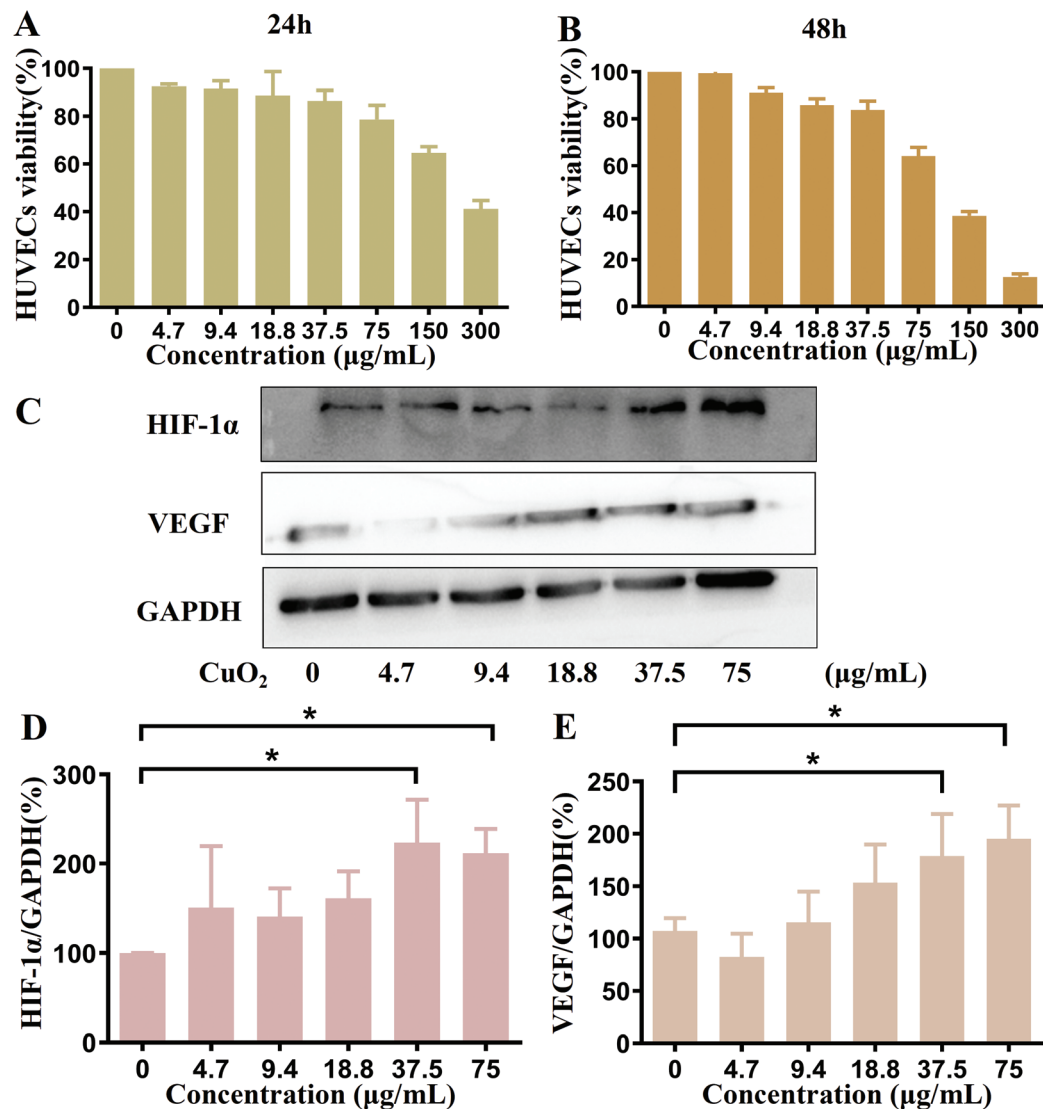 A
24h
HUVECs viability(%)
100
80
60
40
20
0
0 4.7 9.4 18.8 37.5 75 150 300
Concentration (μg/mL)
B
48h
HUVECs viability(%)
100
80
60
40
20
0
0 4.7 9.4 18.8 37.5 75 150 300
Concentration (μg/mL)
C
HIF-1α
VEGF
GAPDH
CuO₂ 0 4.7 9.4 18.8 37.5 75 (μg/mL)
D
*
*
HIF-1α/GAPDH(%)
300
200
100
0
0 4.7 9.4 18.8 37.5 75
Concentration (μg/mL)
E
*
*
VEGF/GAPDH(%)
250
200
150
100
50
0
0 4.7 9.4 18.8 37.5 75
Concentration (μg/mL)